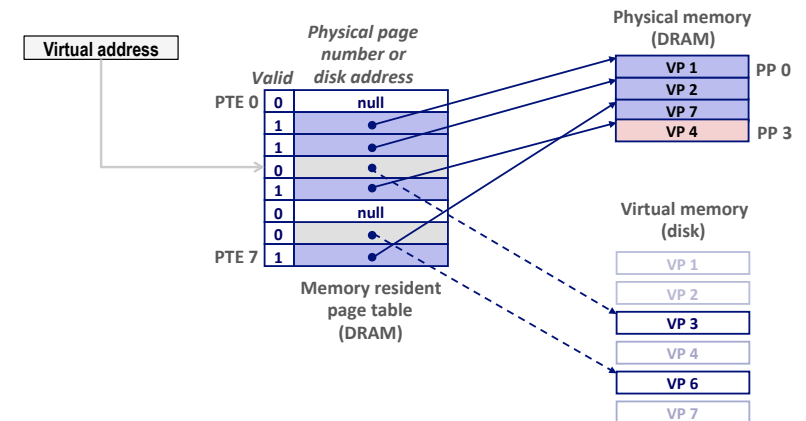 Virtual address
Physical page
number or
disk address
Valid
PTE 0
0
null
1
1
0
1
0
null
0
PTE 7
1
Memory resident
page table
(DRAM)
Physical memory
(DRAM)
VP 1
PP 0
VP 2
VP 7
VP 4
PP 3
Virtual memory
(disk)
VP 1
VP 2
VP 3
VP 4
VP 6
VP 7